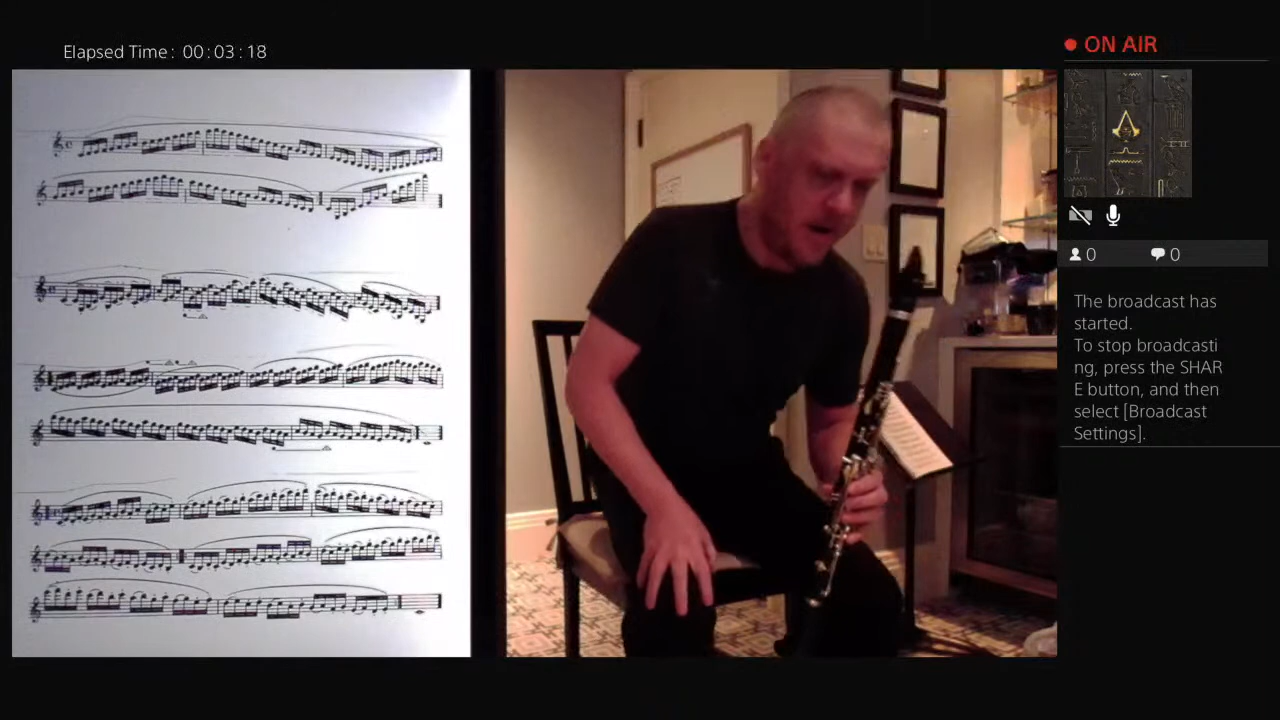 Elapsed Time: 00:03:18
ON AIR
0
0
The broadcast has
started.
To stop broadcasti
ng, press the SHAR
E button, and then
select [Broadcast
Settings].